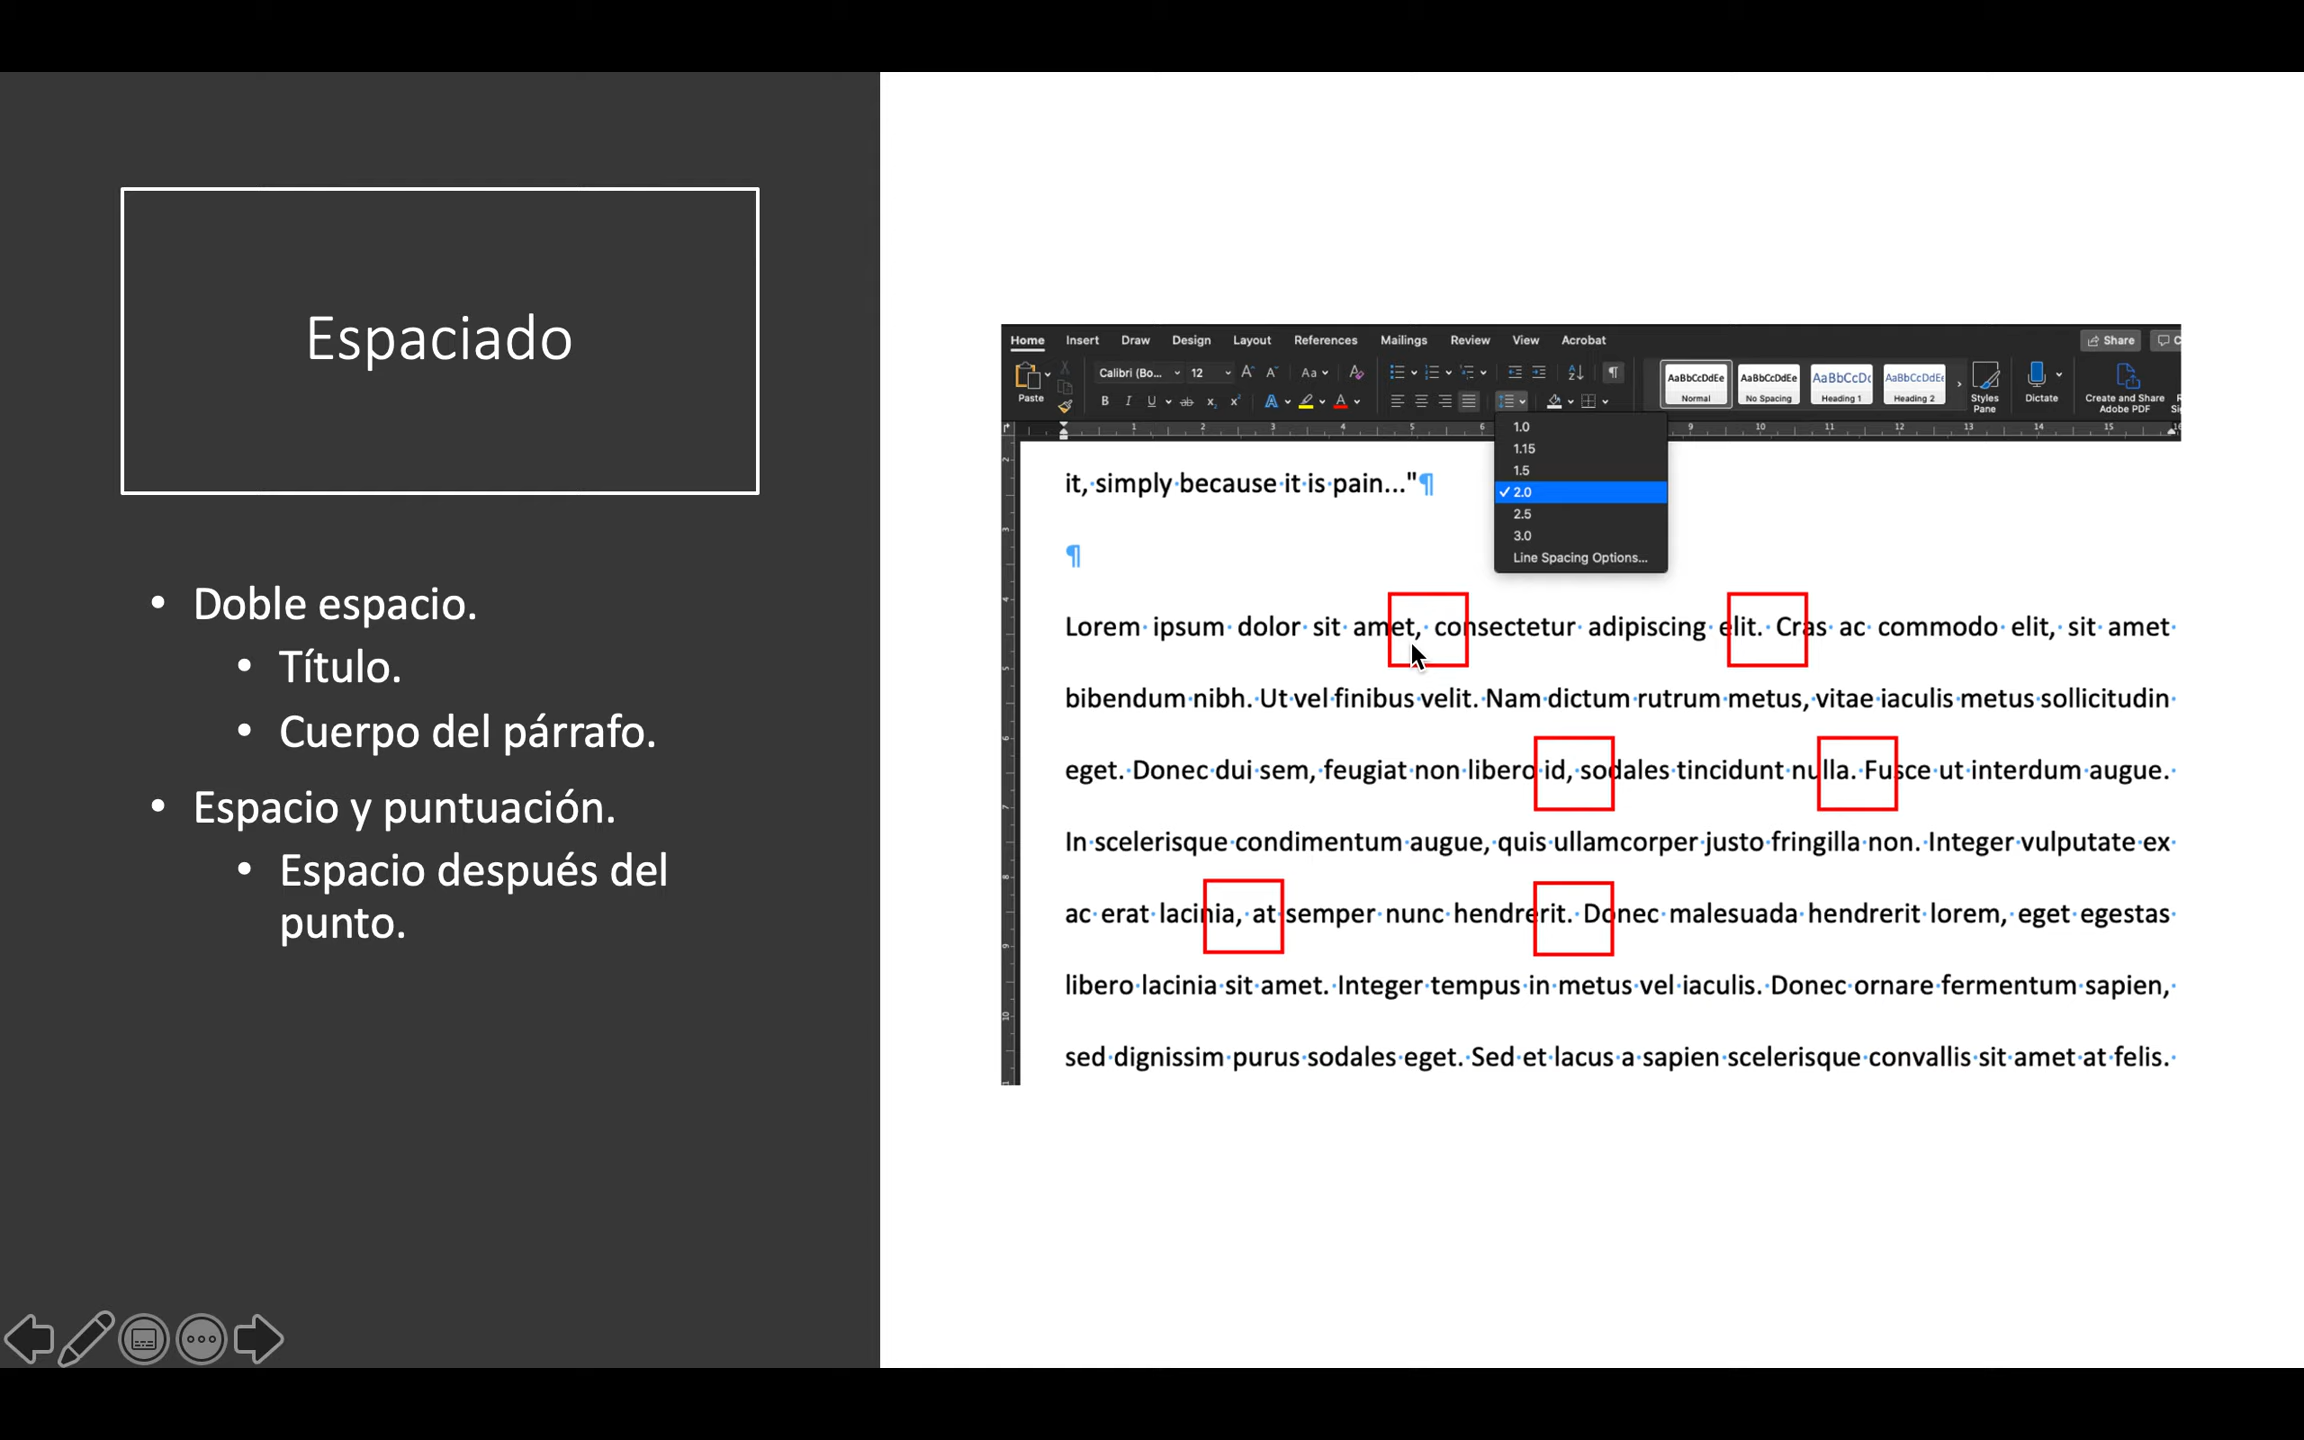 Espaciado
• Doble espacio.
• Título.
• Cuerpo del párrafo.
• Espacio y puntuación.
• Espacio después del
punto.
Home Insert Draw Design Layout References Mailings Review View Acrobat Share
Paste
Calibri (Bo... 12
AaBbCcDdEe AaBbCcDdEe AaBbCcDc AaBbCcDdEe
Normal No Spacing Heading 1 Heading 2
Styles Pane
Dictate
Create and Share
Adobe PDF
1.0
1.15
1.5
✓ 2.0
2.5
3.0
Line Spacing Options...
it, simply because it is pain..."¶
¶
Lorem ipsum dolor sit amet, consectetur adipiscing elit. Cras ac commodo elit, sit amet
bibendum nibh. Ut vel finibus velit. Nam dictum rutrum metus, vitae iaculis metus sollicitudin
eget. Donec dui sem, feugiat non libero id, sodales tincidunt nulla. Fusce ut interdum augue.
In scelerisque condimentum augue, quis ullamcorper justo fringilla non. Integer vulputate ex
ac erat lacinia, at semper nunc hendrerit. Donec malesuada hendrerit lorem, eget egestas
libero lacinia sit amet. Integer tempus in metus vel iaculis. Donec ornare fermentum sapien,
sed dignissim purus sodales eget. Sed et lacus a sapien scelerisque convallis sit amet at felis.